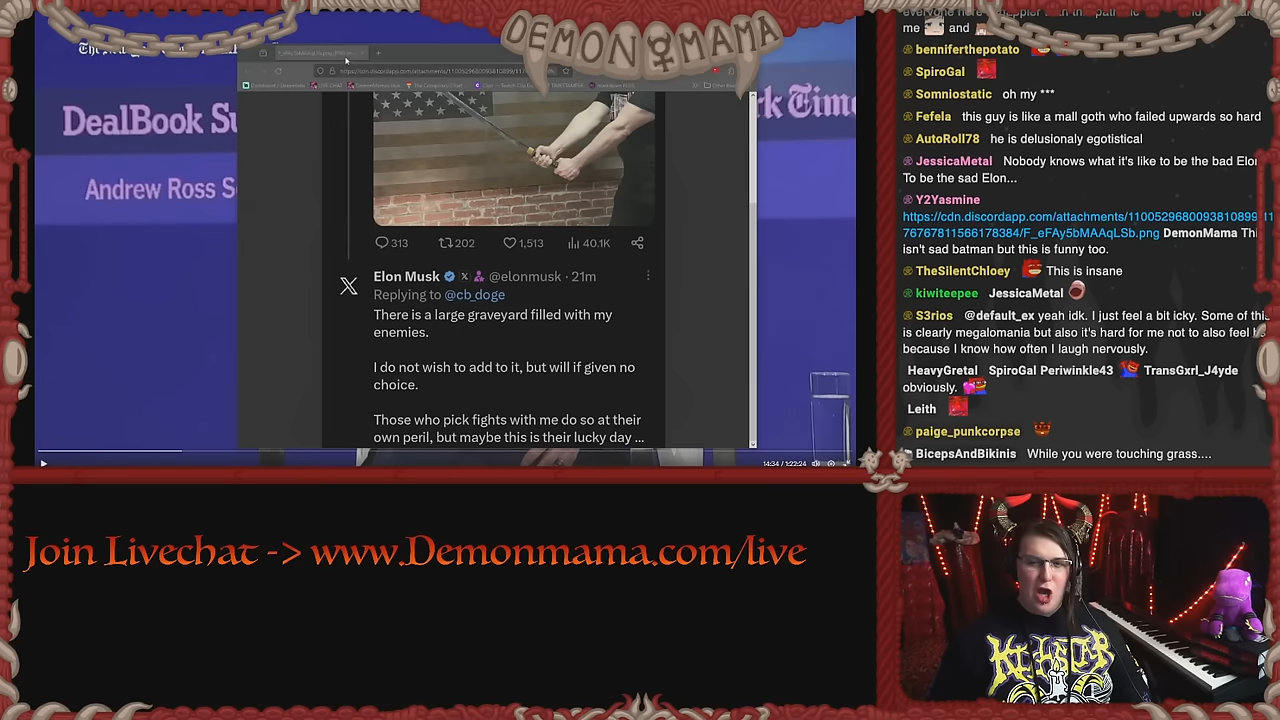 DEMON MAMA
DealBook Su
Andrew Ross S
rk Time
313
202
1,513
40.1K
Elon Musk
@elonmusk · 21m
Replying to @cb_doge
There is a large graveyard filled with my
enemies.
I do not wish to add to it, but will if given no
choice.
Those who pick fights with me do so at their
own peril, but maybe this is their lucky day ...
14:34 / 1:22:24
me and
benniferthepotato
SpiroGal
Somniostatic oh my ***
Fefela this guy is like a mall goth who failed upwards so hard
AutoRoll78 he is delusionaly egotistical
JessicaMetal Nobody knows what it's like to be the bad Elon
To be the sad Elon...
Y2Yasmine
https://cdn.discordapp.com/attachments/1100529680093810899/11
76767811566178384/F_eFAy5bMAAqLSb.png DemonMama Thi
isn't sad batman but this is funny too.
TheSilentChloey This is insane
kiwiteepee JessicaMetal
S3rios @default_ex yeah idk. I just feel a bit icky. Some of this
is clearly megalomania but also it's hard for me not to also feel
because I know how often I laugh nervously.
HeavyGretal SpiroGal Periwinkle43 TransGxrl_J4yde
obviously.
Leith
paige_punkcorpse
BicepsAndBikinis While you were touching grass....
Join Livechat -> www.Demonmama.com/live